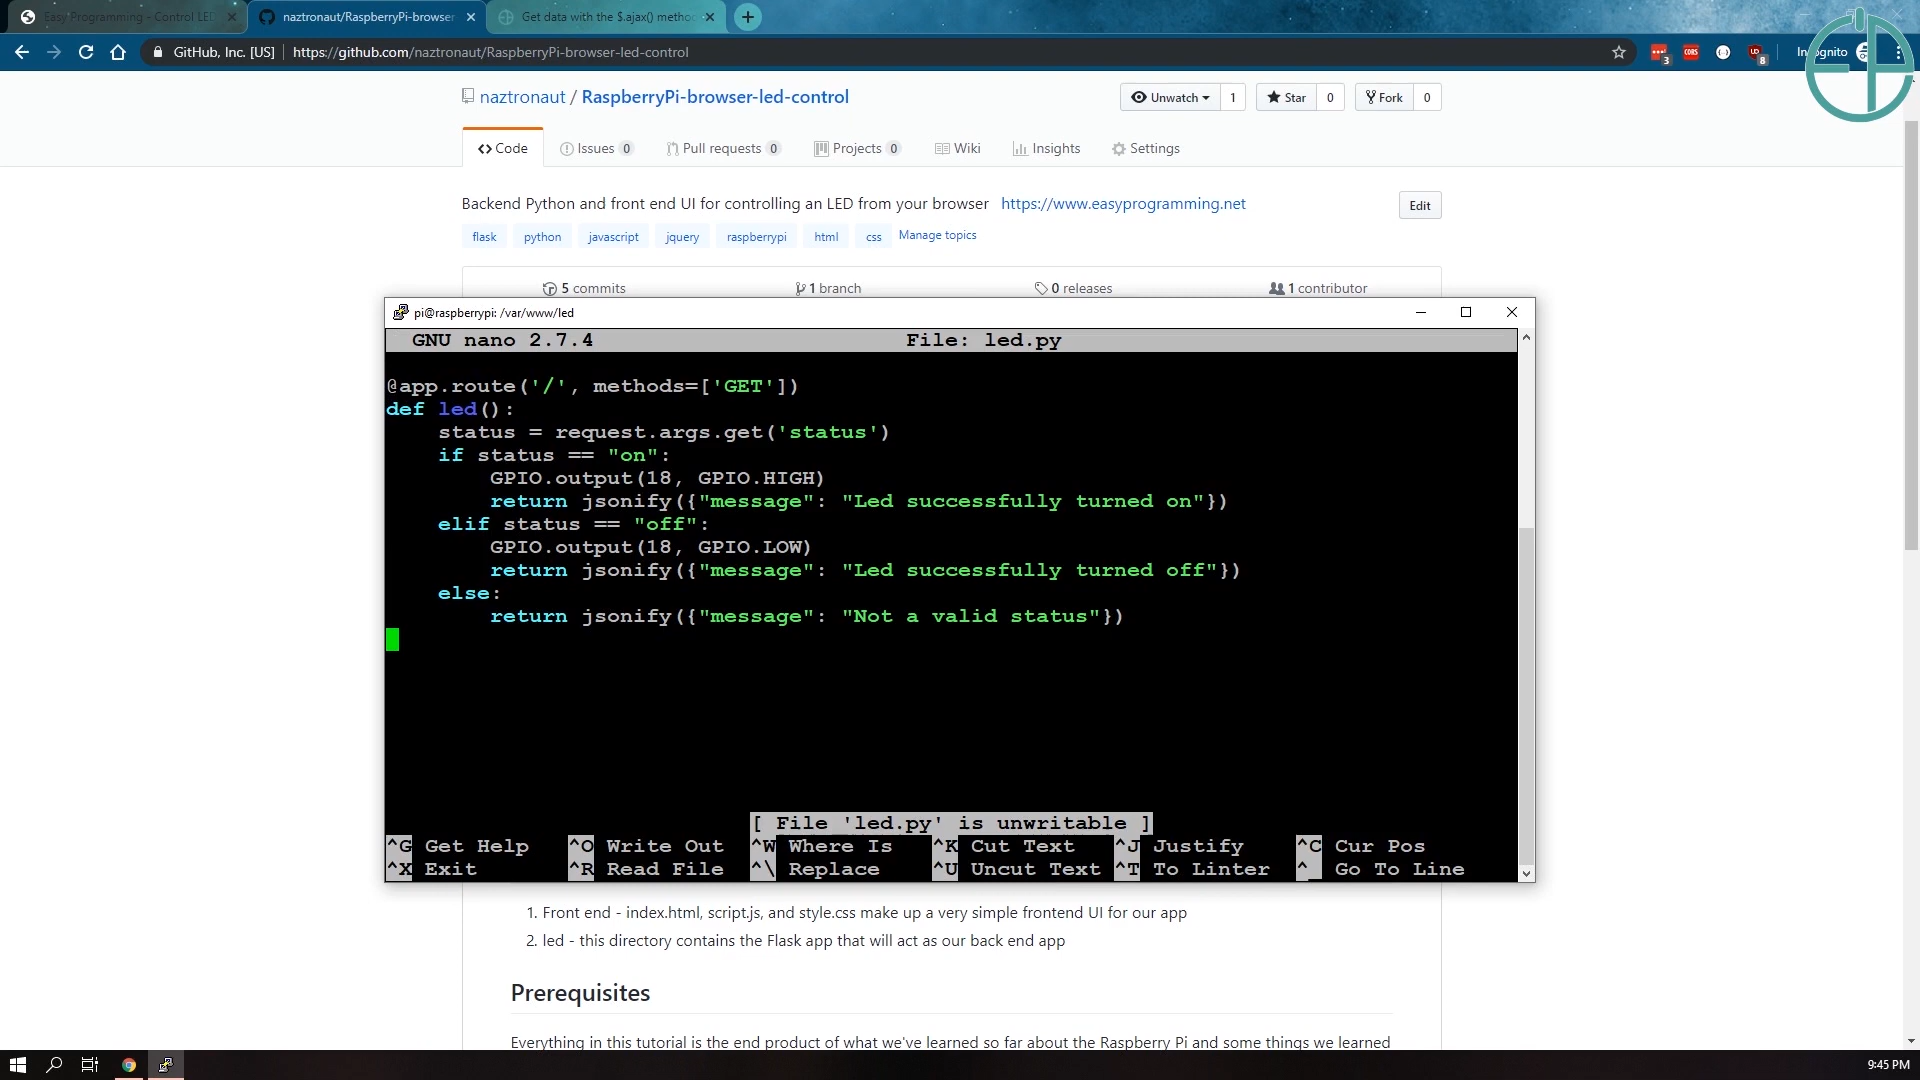 Easy Programming - Control LED
naztronaut/RaspberryPi-browser
Get data with the $.ajax() metho
GitHub, Inc. [US] https://github.com/naztronaut/RaspberryPi-browser-led-control
3 CORS UD 8 Incognito
naztronaut / RaspberryPi-browser-led-control
Unwatch 1 Star 0 Fork 0
Code Issues 0 Pull requests 0 Projects 0 Wiki Insights Settings
Backend Python and front end UI for controlling an LED from your browser https://www.easyprogramming.net Edit
flask python javascript jquery raspberrypi html css Manage topics
5 commits 1 branch 0 releases 1 contributor
pi@raspberrypi: /var/www/led
GNU nano 2.7.4 File: led.py
@app.route('/', methods=['GET'])
def led():
status = request.args.get('status')
if status == "on":
GPIO.output(18, GPIO.HIGH)
return jsonify({"message": "Led successfully turned on"})
elif status == "off":
GPIO.output(18, GPIO.LOW)
return jsonify({"message": "Led successfully turned off"})
else:
return jsonify({"message": "Not a valid status"})
[ File 'led.py' is unwritable ]
^G Get Help ^O Write Out ^W Where Is ^K Cut Text ^J Justify ^C Cur Pos
^X Exit ^R Read File ^\ Replace ^U Uncut Text ^T To Linter ^_ Go To Line
1. Front end - index.html, script.js, and style.css make up a very simple frontend UI for our app
2. led - this directory contains the Flask app that will act as our back end app
Prerequisites
Everything in this tutorial is the end product of what we've learned so far about the Raspberry Pi and some things we learned
9:45 PM